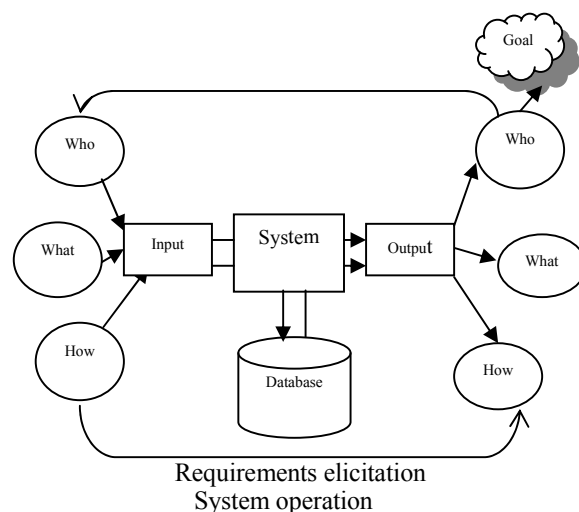 Goal
Who
Who
What
Input
System
Output
What
How
Database
How
Requirements elicitation
System operation